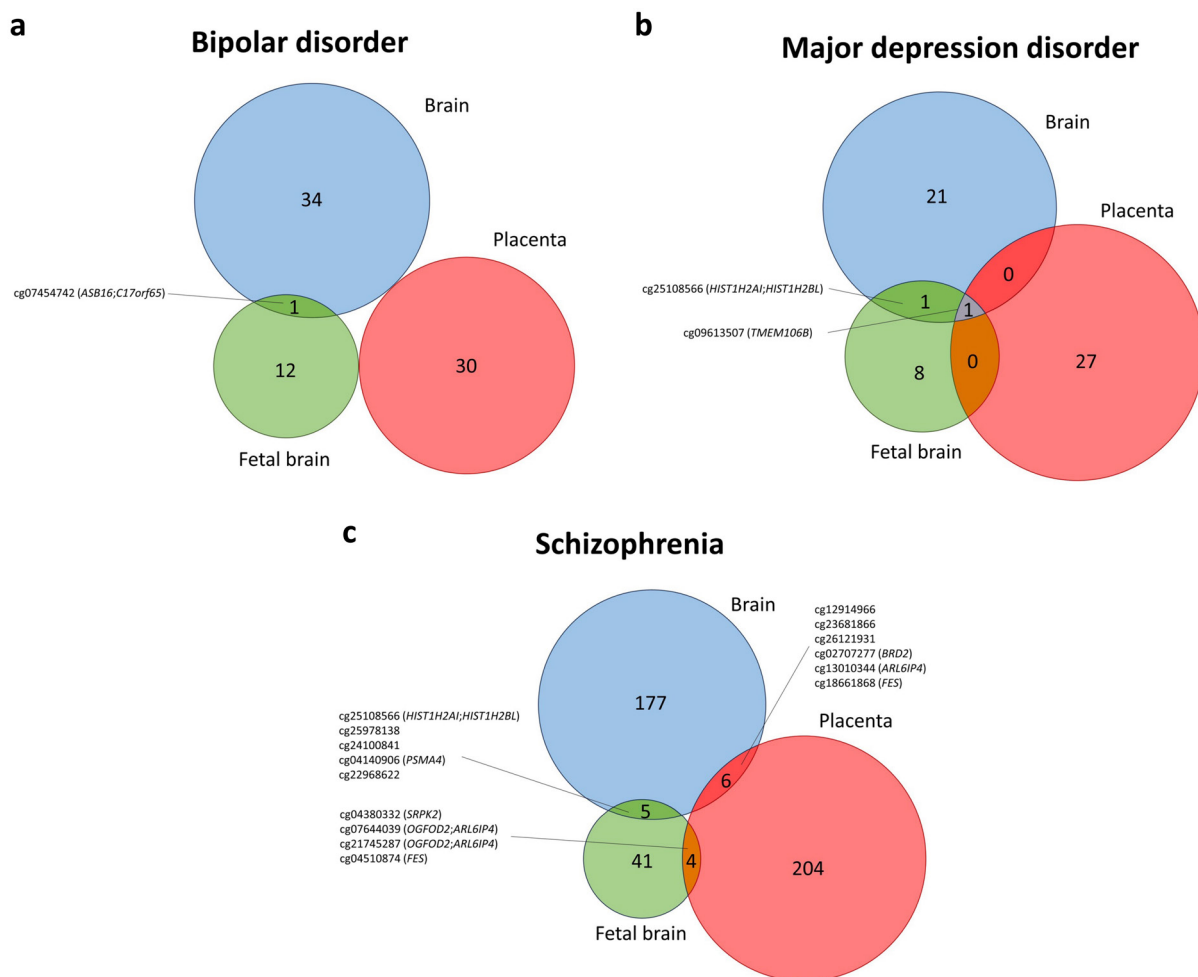 a
Bipolar disorder
Brain
34
Placenta
cg07454742 (ASB16;C17orf65)
1
12
30
Fetal brain
b
Major depression disorder
Brain
21
Placenta
0
cg25108566 (HIST1H2AI;HIST1H2BL)
1
1
cg09613507 (TMEM106B)
8
0
27
Fetal brain
c
Schizophrenia
Brain
cg12914966
cg23681866
cg26121931
cg02707277 (BRD2)
cg13010344 (ARL6IP4)
cg18661868 (FES)
177
Placenta
cg25108566 (HIST1H2AI;HIST1H2BL)
cg25978138
cg24100841
cg04140906 (PSMA4)
cg22968622
6
5
cg04380332 (SRPK2)
cg07644039 (OGFOD2;ARL6IP4)
cg21745287 (OGFOD2;ARL6IP4)
cg04510874 (FES)
41
4
204
Fetal brain